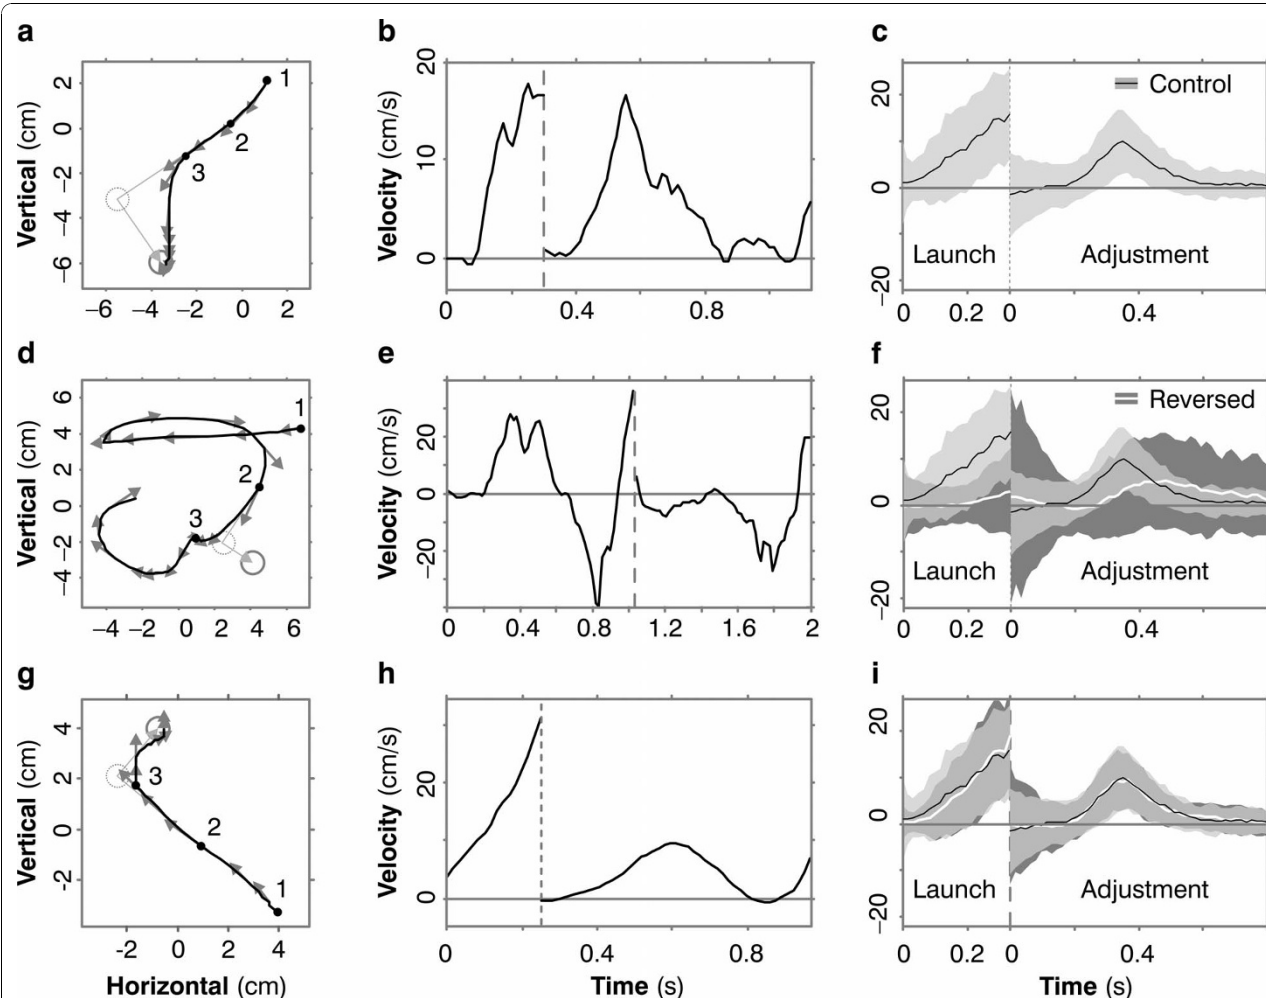 a
b
c
Vertical (cm)
2
0
−2
−4
−6
−6 −4 −2 0 2
1
2
3
Velocity (cm/s)
20
10
0
0 0.4 0.8
Control
20
0
−20
Launch Adjustment
0 0.2 0 0.4
d
e
f
Vertical (cm)
6
4
2
0
−2
−4
−4 −2 0 2 4 6
1
2
3
Velocity (cm/s)
20
0
−20
0 0.4 0.8 1.2 1.6 2
Reversed
20
0
−20
Launch Adjustment
0 0.2 0 0.4
g
h
i
Vertical (cm)
4
2
0
-2
-2 0 2 4
3
2
1
Horizontal (cm)
Velocity (cm/s)
20
10
0
0 0.4 0.8
Time (s)
20
0
−20
Launch Adjustment
0 0.2 0 0.4
Time (s)